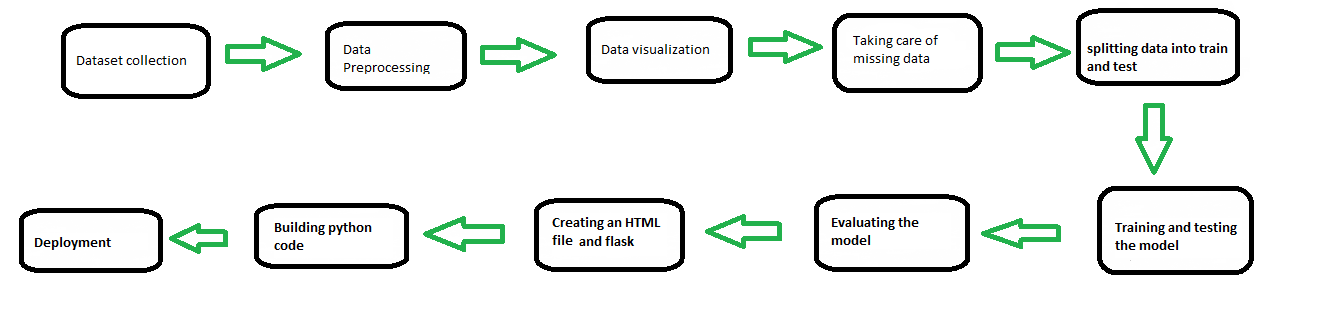 Dataset collection
Data
Preprocessing
Data visualization
Taking care of
missing data
splitting data into train
and test
Training and testing
the model
Evaluating the
model
Creating an HTML
file and flask
Building python
code
Deployment